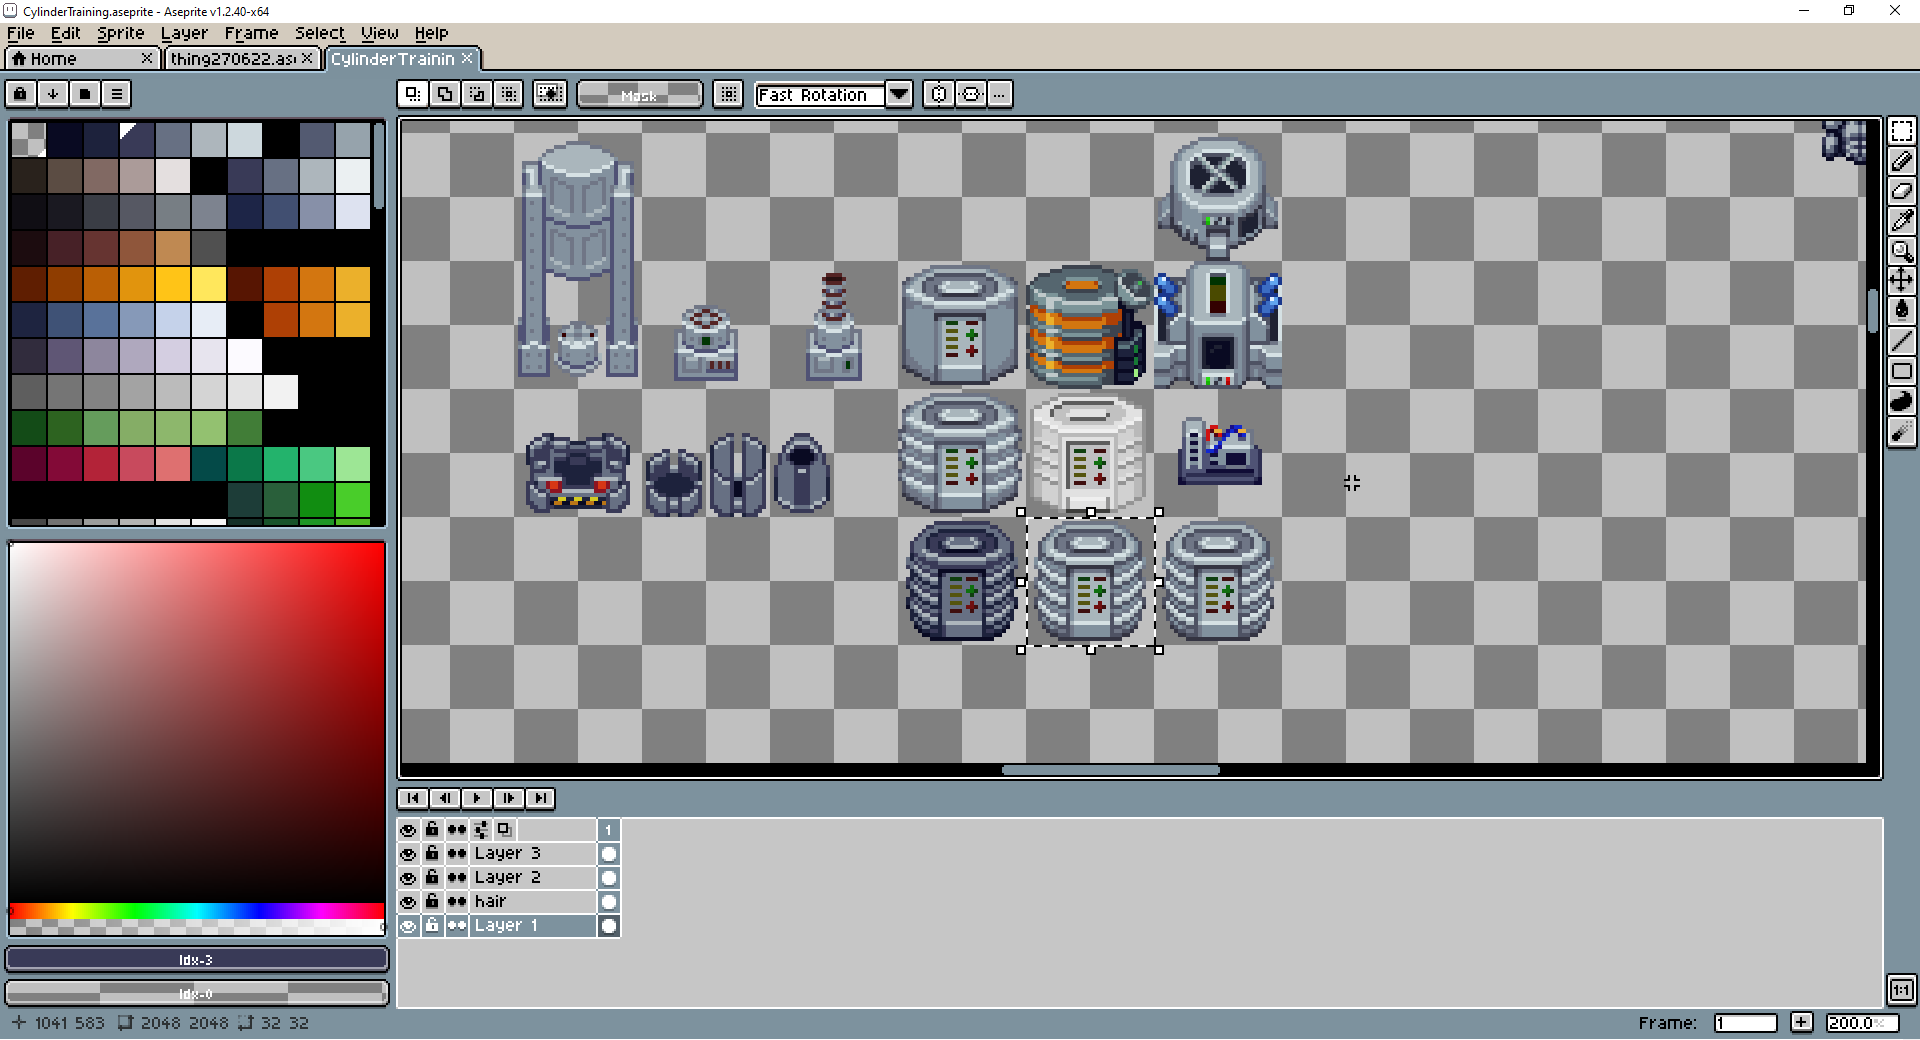 CylinderTraining.aseprite - Aseprite v1.2.40-x64
File Edit Sprite Layer Frame Select View Help
Home
thing270622.as
CylinderTrainin
Mask
Fast Rotation
Idx-3
Idx-0
1
Layer 3
Layer 2
hair
Layer 1
1:1
1041 583 2048 2048 32 32
Frame: 1 200.0%